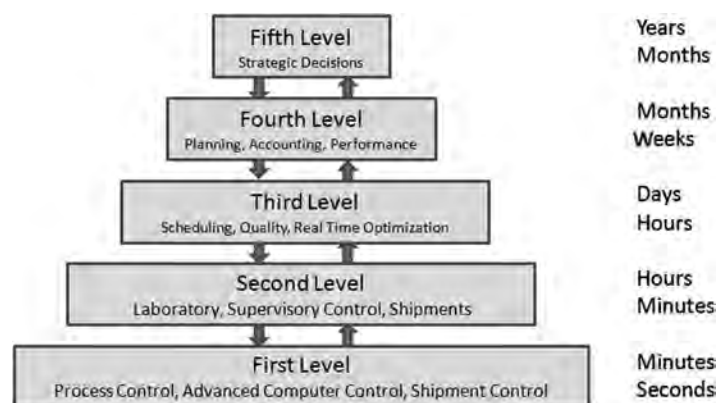 Fifth Level
Strategic Decisions
Years
Months
Fourth Level
Planning, Accounting, Performance
Months
Weeks
Third Level
Scheduling, Quality, Real Time Optimization
Days
Hours
Second Level
Laboratory, Supervisory Control, Shipments
Hours
Minutes
First Level
Process Control, Advanced Computer Control, Shipment Control
Minutes
Seconds